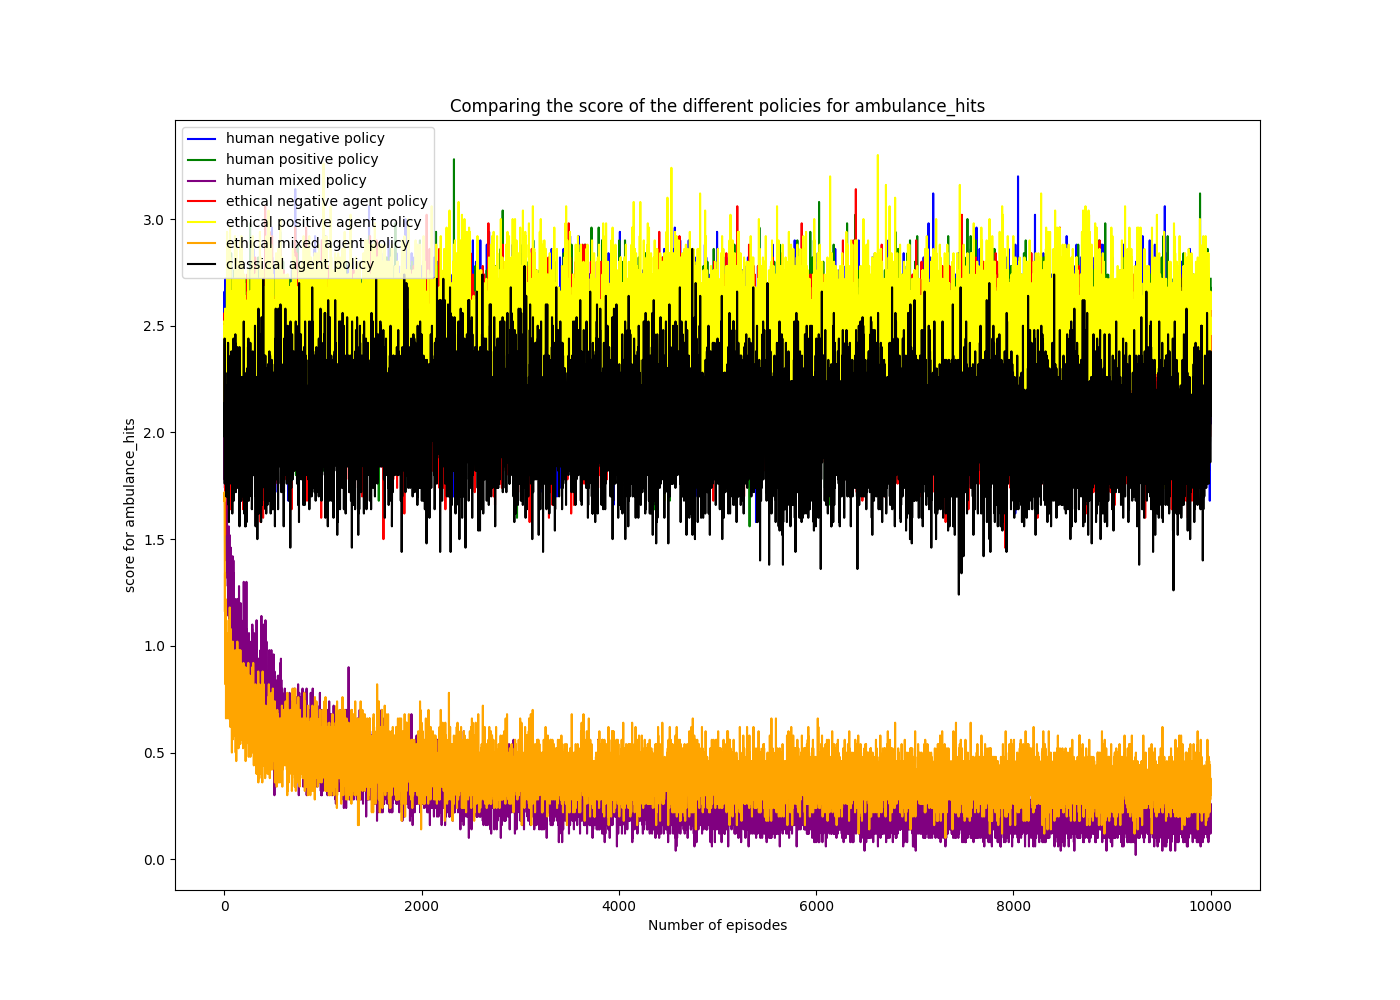 Comparing the score of the different policies for ambulance_hits
human negative policy
human positive policy
human mixed policy
ethical negative agent policy
ethical positive agent policy
ethical mixed agent policy
classical agent policy
3.0
2.5
2.0
1.5
1.0
0.5
0.0
score for ambulance_hits
0 2000 4000 6000 8000 10000
Number of episodes